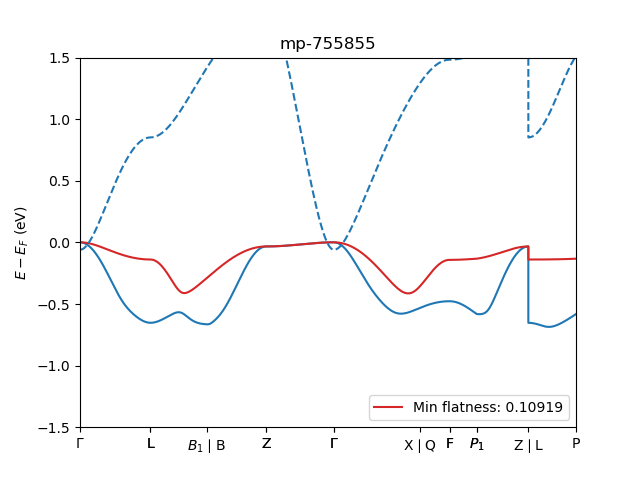 mp-755855
1.5
1.0
0.5
0.0
−0.5
−1.0
−1.5
E − E_F (eV)
Γ L B₁ | B Z Γ X | Q F P₁ Z | L P
Min flatness: 0.10919